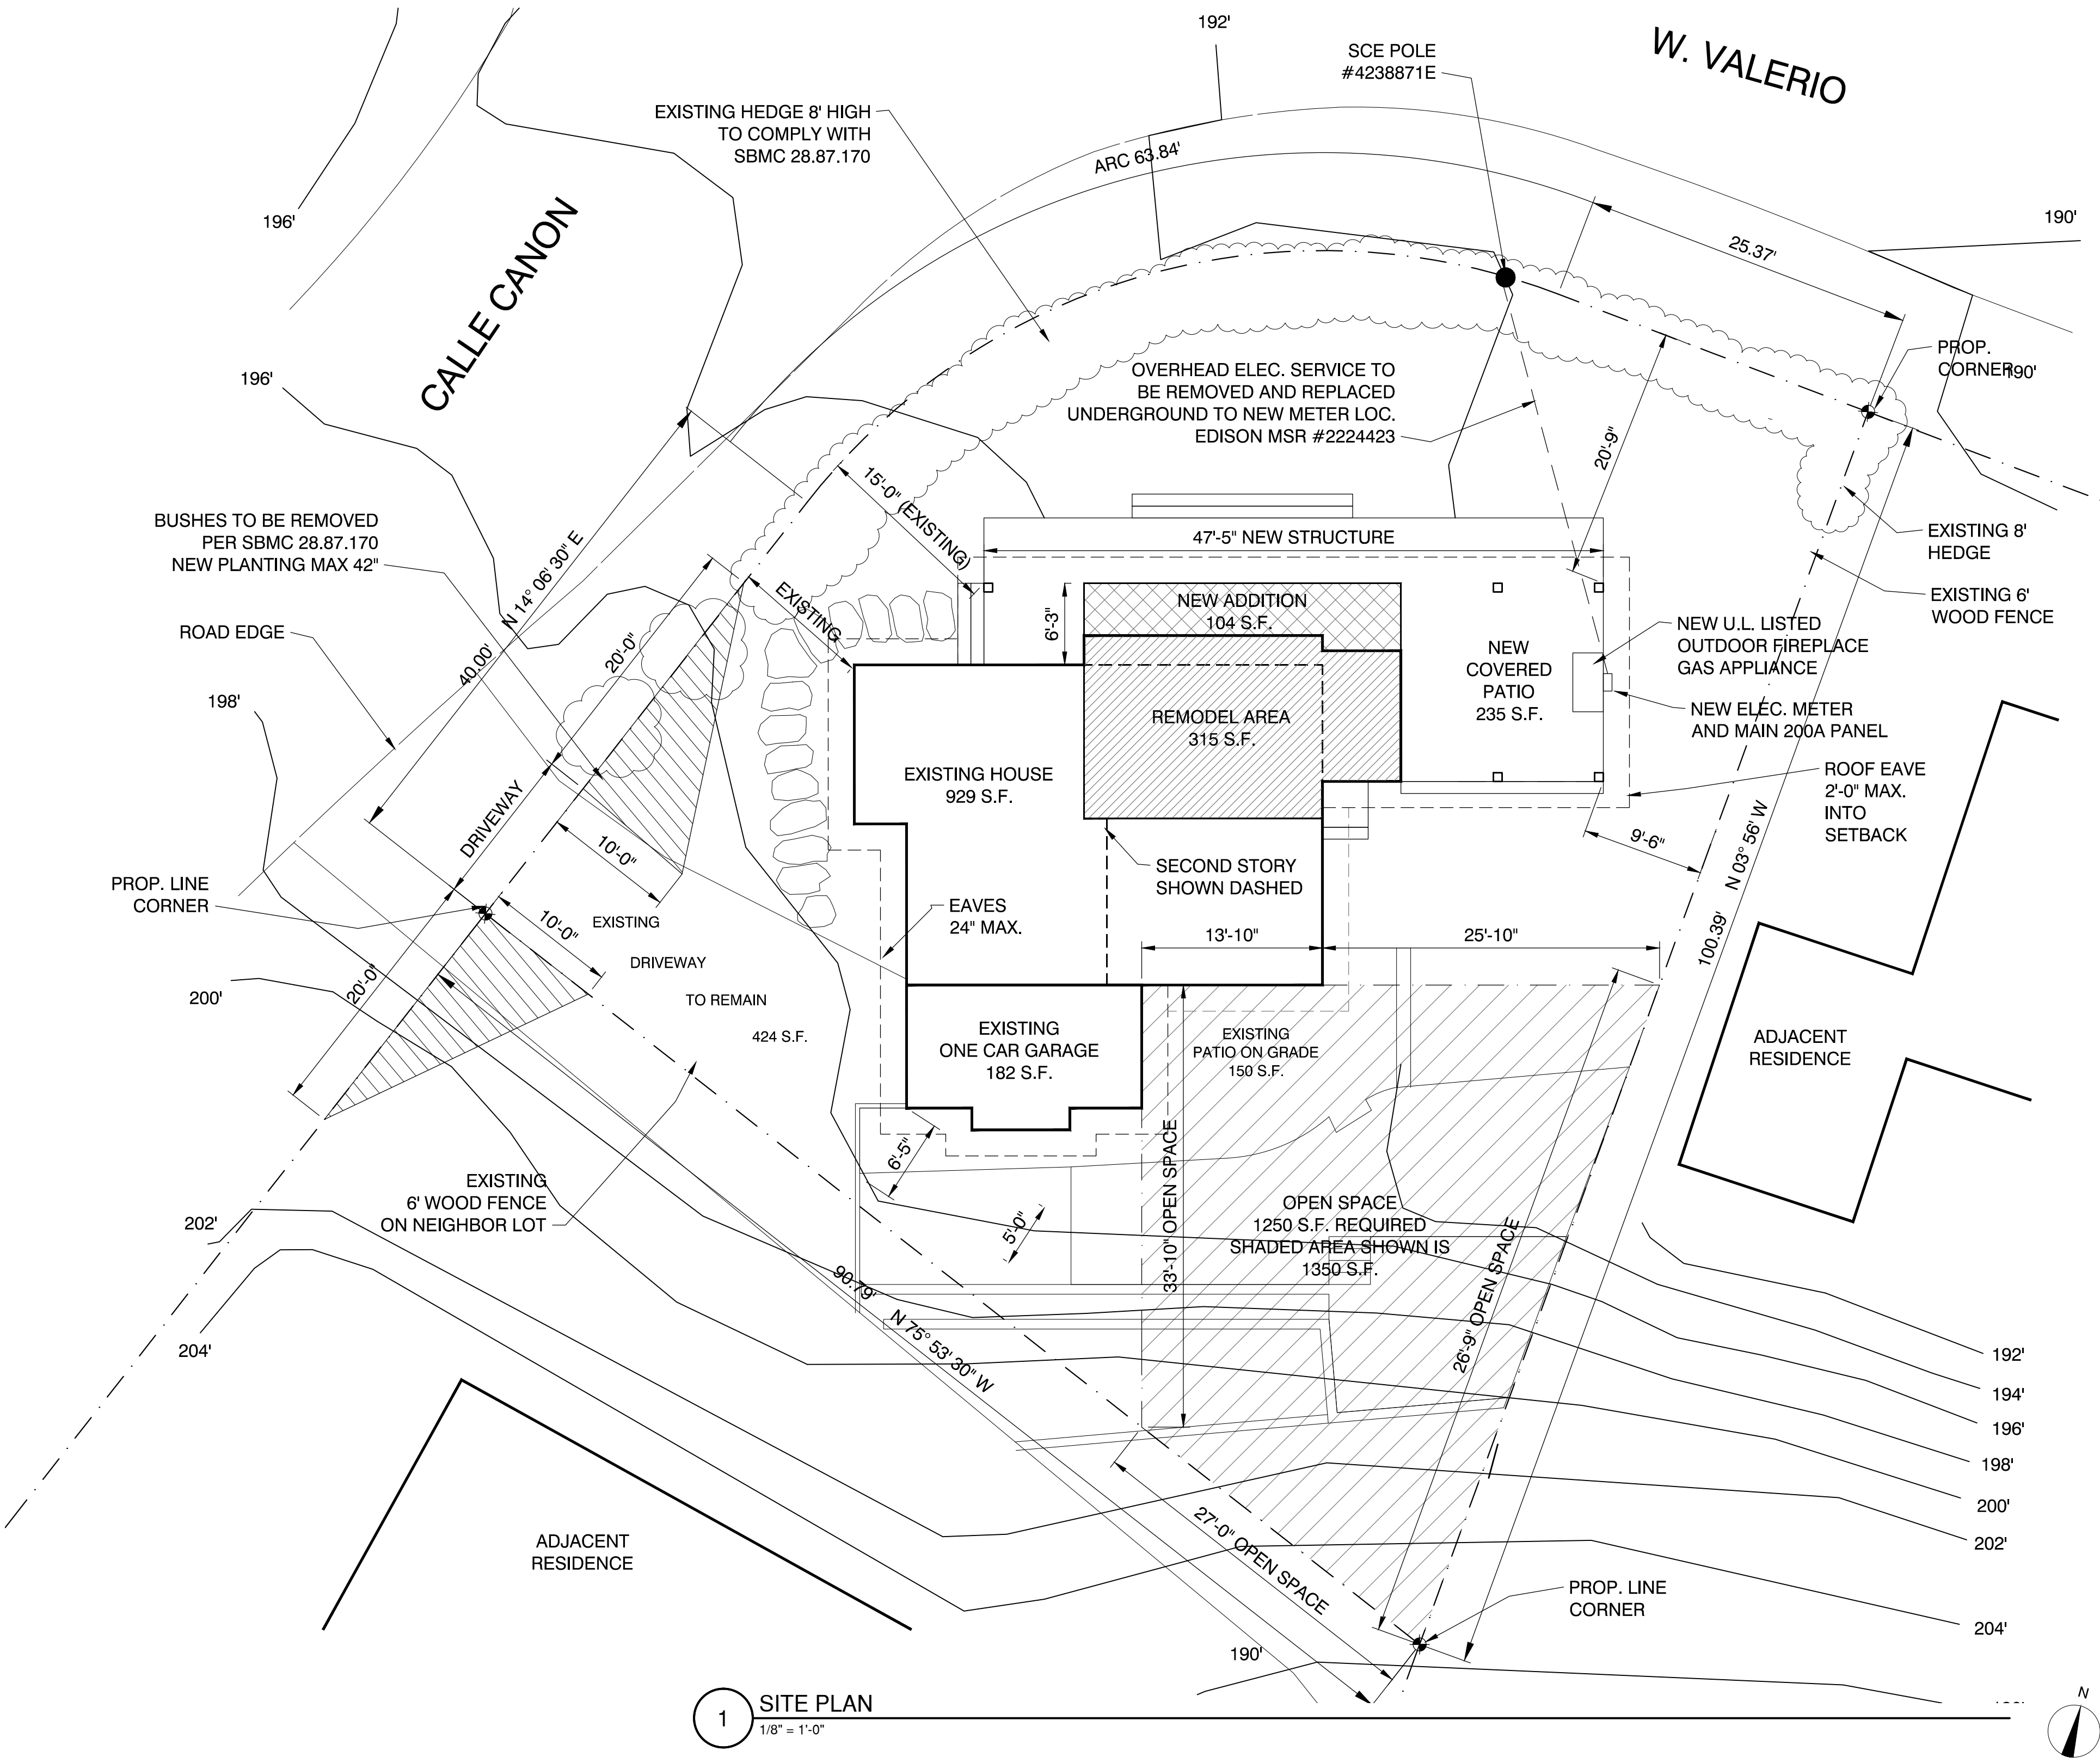 192'
SCE POLE
#4238871E
W. VALERIO
EXISTING HEDGE 8' HIGH
TO COMPLY WITH
SBMC 28.87.170
ARC 63.84'
196'
CALLE CANON
190'
25.37'
PROP.
CORNER
190'
196'
OVERHEAD ELEC. SERVICE TO
BE REMOVED AND REPLACED
UNDERGROUND TO NEW METER LOC.
EDISON MSR #2224423
20'-9"
15'-0" (EXISTING)
BUSHES TO BE REMOVED
PER SBMC 28.87.170
NEW PLANTING MAX 42"
N 14° 06' 30" E
40.00'
47'-5" NEW STRUCTURE
EXISTING 8'
HEDGE
EXISTING 6'
WOOD FENCE
EXISTING
6'-3"
NEW ADDITION
104 S.F.
ROAD EDGE
20'-0"
NEW U.L. LISTED
OUTDOOR FIREPLACE
GAS APPLIANCE
NEW
COVERED
PATIO
235 S.F.
198'
REMODEL AREA
315 S.F.
NEW ELEC. METER
AND MAIN 200A PANEL
EXISTING HOUSE
929 S.F.
ROOF EAVE
2'-0" MAX.
INTO
SETBACK
DRIVEWAY
10'-0"
9'-6"
N 03° 56' W
100.39'
SECOND STORY
SHOWN DASHED
PROP. LINE
CORNER
EAVES
24" MAX.
10'-0"
EXISTING
DRIVEWAY
TO REMAIN
424 S.F.
13'-10"
25'-10"
200'
20'-0"
EXISTING
ONE CAR GARAGE
182 S.F.
EXISTING
PATIO ON GRADE
150 S.F.
ADJACENT
RESIDENCE
6'-5"
33'-10" OPEN SPACE
EXISTING
6' WOOD FENCE
ON NEIGHBOR LOT
202'
5'-0"
OPEN SPACE
1250 S.F. REQUIRED
SHADED AREA SHOWN IS
1350 S.F.
26'-9" OPEN SPACE
90.79'
N 75° 53' 30" W
204'
192'
194'
196'
198'
200'
202'
204'
27'-0" OPEN SPACE
ADJACENT
RESIDENCE
PROP. LINE
CORNER
190'
1
SITE PLAN
1/8" = 1'-0"
N